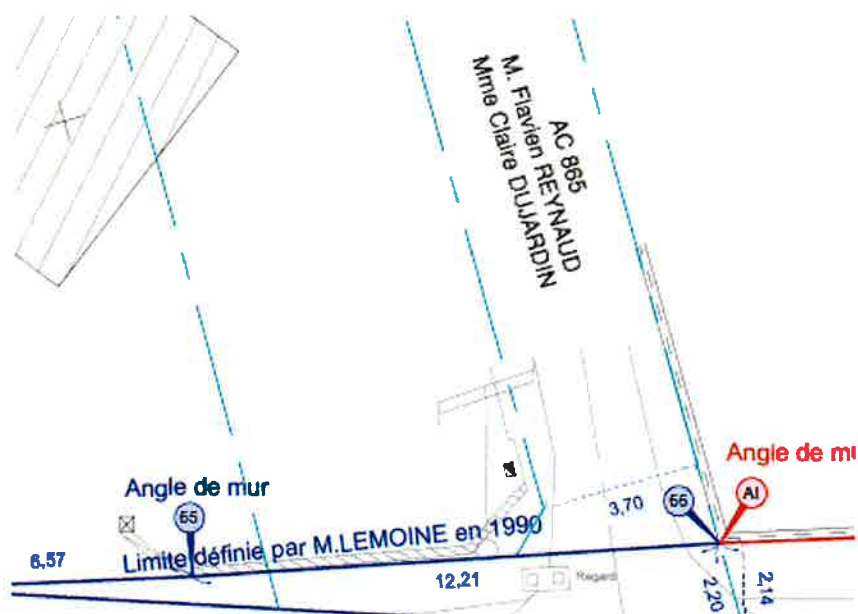 AC 865
M. Flavien REYNAUD
Mme Claire DUJARDIN
Angle de mur
Angle de mu
55
56
AI
3,70
6,57
Limite définie par M.LEMOINE en 1990
12,21
Regard
2,20
2,14